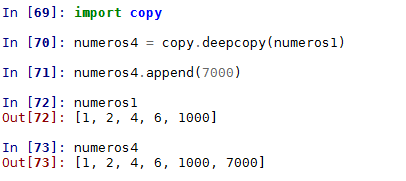 In [69]: import copy
In [70]: numeros4 = copy.deepcopy(numeros1)
In [71]: numeros4.append(7000)
In [72]: numeros1
Out[72]: [1, 2, 4, 6, 1000]
In [73]: numeros4
Out[73]: [1, 2, 4, 6, 1000, 7000]